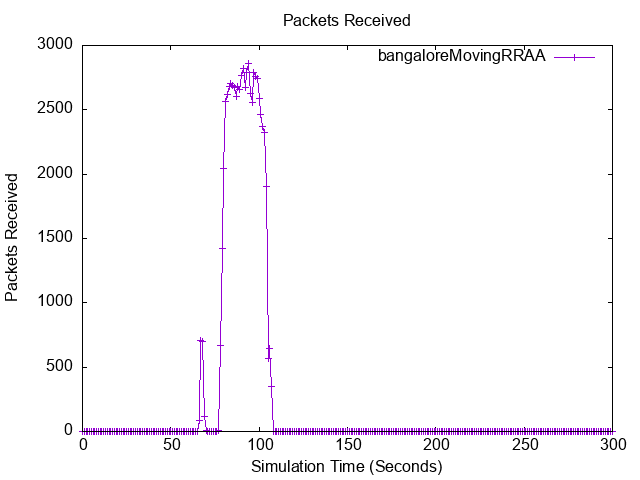 Packets Received
bangaloreMovingRRAA
3000
2500
2000
1500
1000
500
0
Packets Received
0 50 100 150 200 250 300
Simulation Time (Seconds)